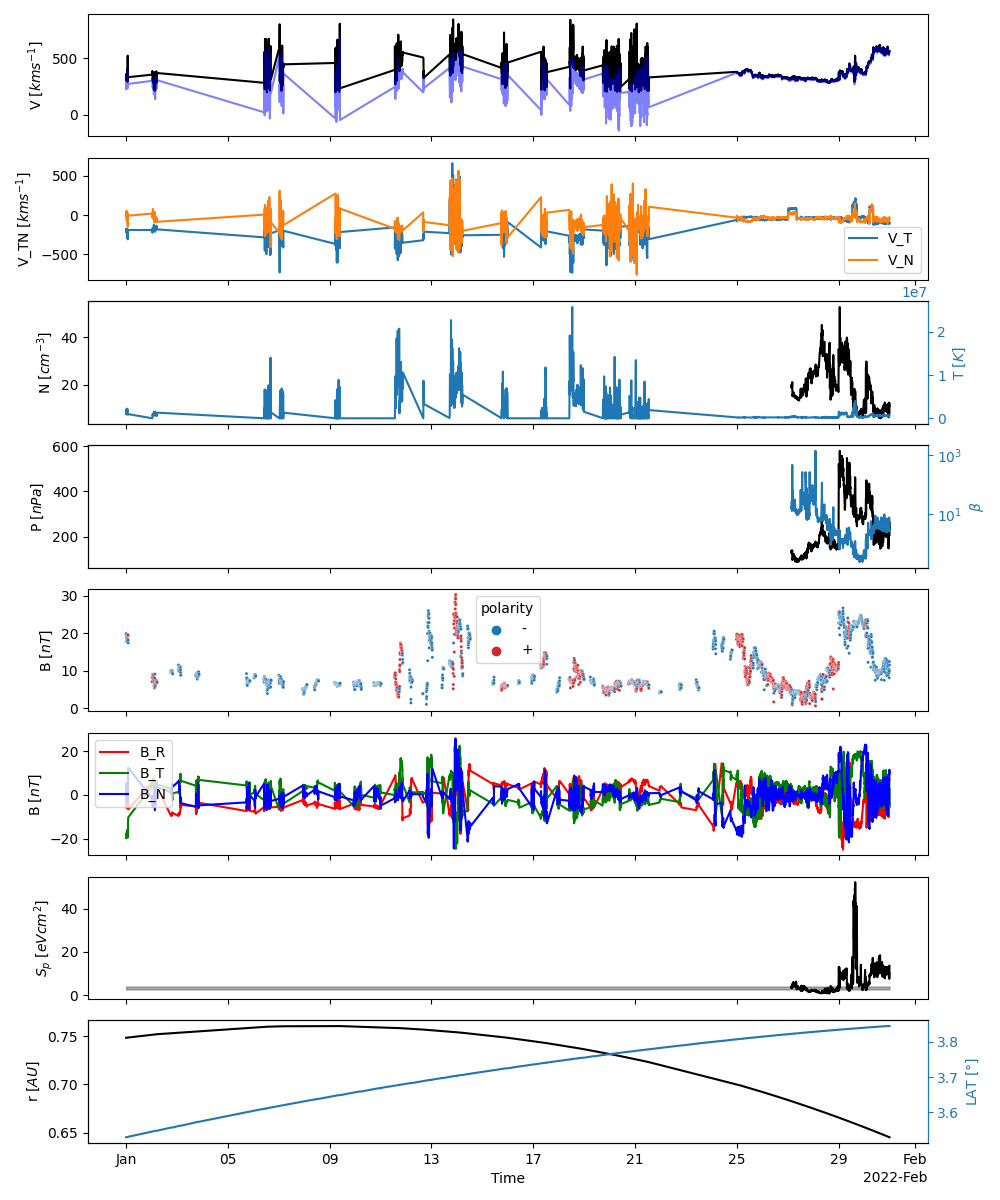 V [kms⁻¹]
500
0
V_TN [kms⁻¹]
500
0
−500
V_T
V_N
1e7
N [cm⁻³]
40
20
T [K]
2
1
0
P [nPa]
600
400
200
β
10³
10¹
B [nT]
30
20
10
0
polarity
-
+
B [nT]
20
0
−20
B_R
B_T
B_N
S_p [eVcm²]
40
20
0
r [AU]
0.75
0.70
0.65
LAT [°]
3.8
3.7
3.6
Jan 05 09 13 17 21 25 29 Feb
Time
2022-Feb